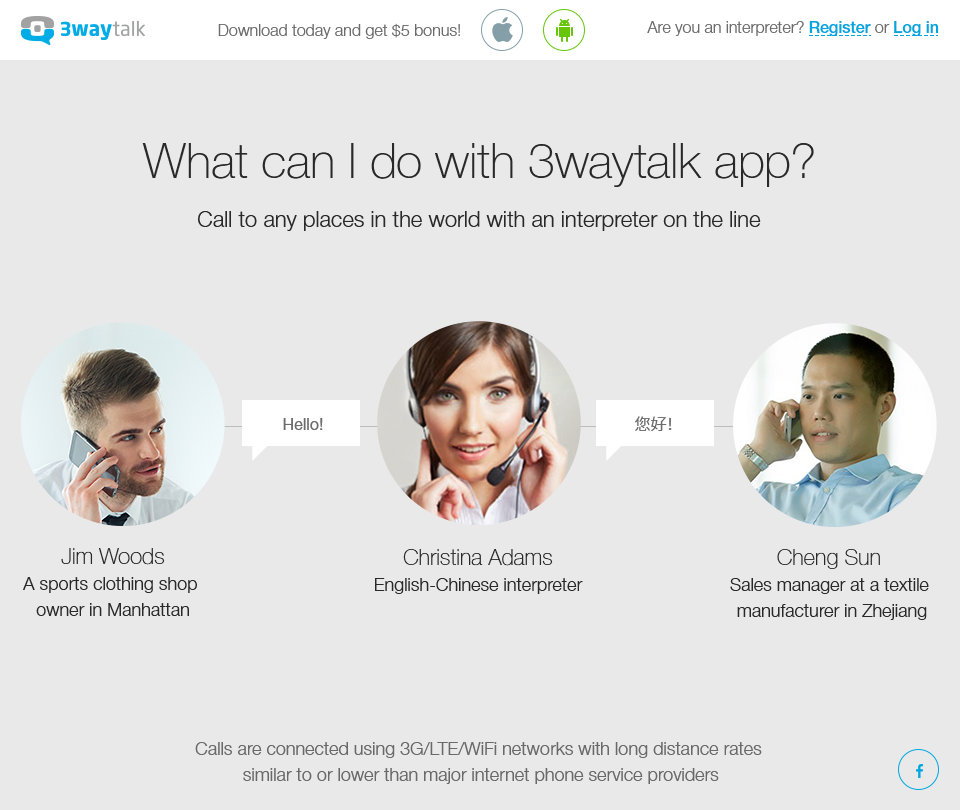 3waytalk
Download today and get $5 bonus!
Are you an interpreter? Register or Log in
What can I do with 3waytalk app?
Call to any places in the world with an interpreter on the line
Hello!
您好!
Jim Woods
A sports clothing shop
owner in Manhattan
Christina Adams
English-Chinese interpreter
Cheng Sun
Sales manager at a textile
manufacturer in Zhejiang
Calls are connected using 3G/LTE/WiFi networks with long distance rates
similar to or lower than major internet phone service providers